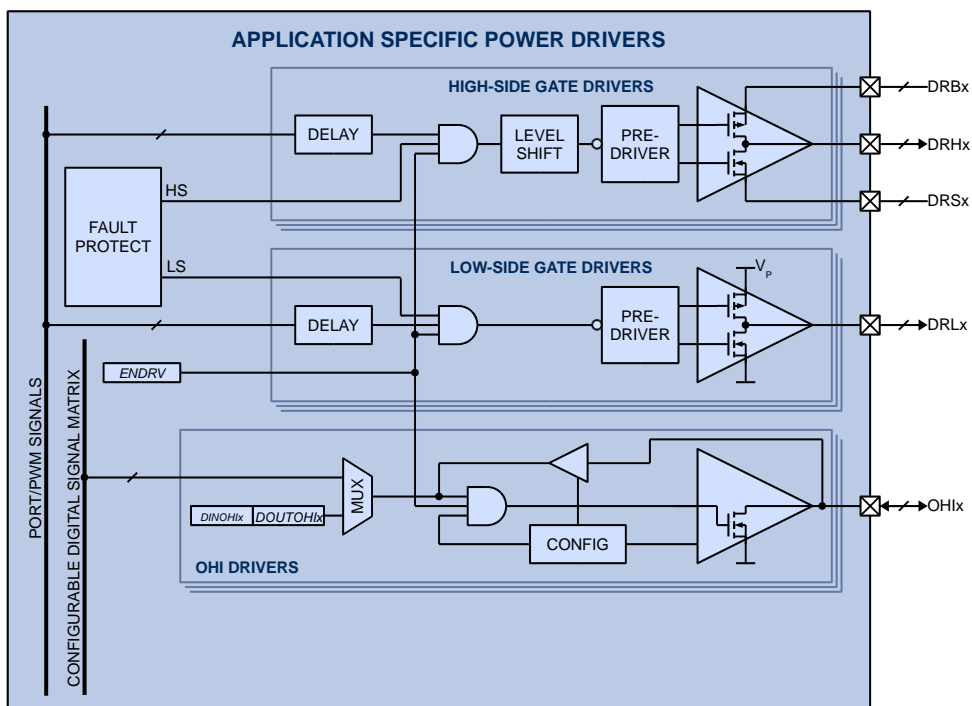 APPLICATION SPECIFIC POWER DRIVERS
HIGH-SIDE GATE DRIVERS
DRBx
DELAY
LEVEL
SHIFT
PRE-
DRIVER
DRHx
HS
DRSx
FAULT
PROTECT
LS
LOW-SIDE GATE DRIVERS
VP
DELAY
PRE-
DRIVER
DRLx
ENDRV
PORT/PWM SIGNALS
CONFIGURABLE DIGITAL SIGNAL MATRIX
MUX
DINOHIx
DOUTOHIx
CONFIG
OHIx
OHI DRIVERS